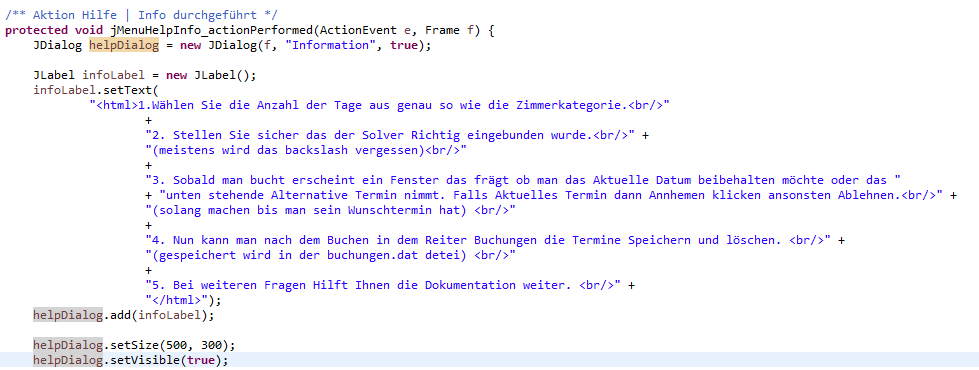 /** Aktion Hilfe | Info durchgeführt */
protected void jMenuHelpInfo_actionPerformed(ActionEvent e, Frame f) {
JDialog helpDialog = new JDialog(f, "Information", true);
JLabel infoLabel = new JLabel();
infoLabel.setText(
"<html>1.Wählen Sie die Anzahl der Tage aus genau so wie die Zimmerkategorie.<br/>"
+
"2. Stellen Sie sicher das der Solver Richtig eingebunden wurde.<br/>" +
"(meistens wird das backslash vergessen)<br/>"
+
"3. Sobald man bucht erscheint ein Fenster das frägt ob man das Aktuelle Datum beibehalten möchte oder das "
+ "unten stehende Alternative Termin nimmt. Falls Aktuelles Termin dann Annhemen klicken ansonsten Ablehnen.<br/>" +
"(solang machen bis man sein Wunschtermin hat) <br/>"
+
"4. Nun kann man nach dem Buchen in dem Reiter Buchungen die Termine Speichern und löschen. <br/>" +
"(gespeichert wird in der buchungen.dat detei) <br/>"
+
"5. Bei weiteren Fragen Hilft Ihnen die Dokumentation weiter. <br/>" +
"</html>");
helpDialog.add(infoLabel);
helpDialog.setSize(500, 300);
helpDialog.setVisible(true);